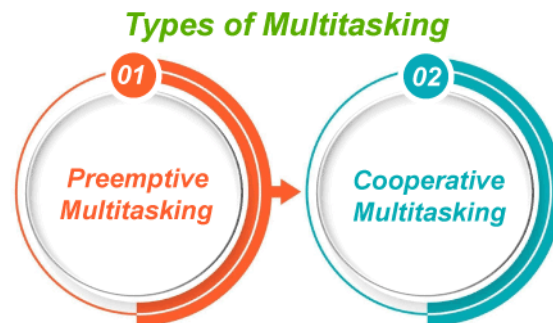 Types of Multitasking
01
Preemptive
Multitasking
02
Cooperative
Multitasking